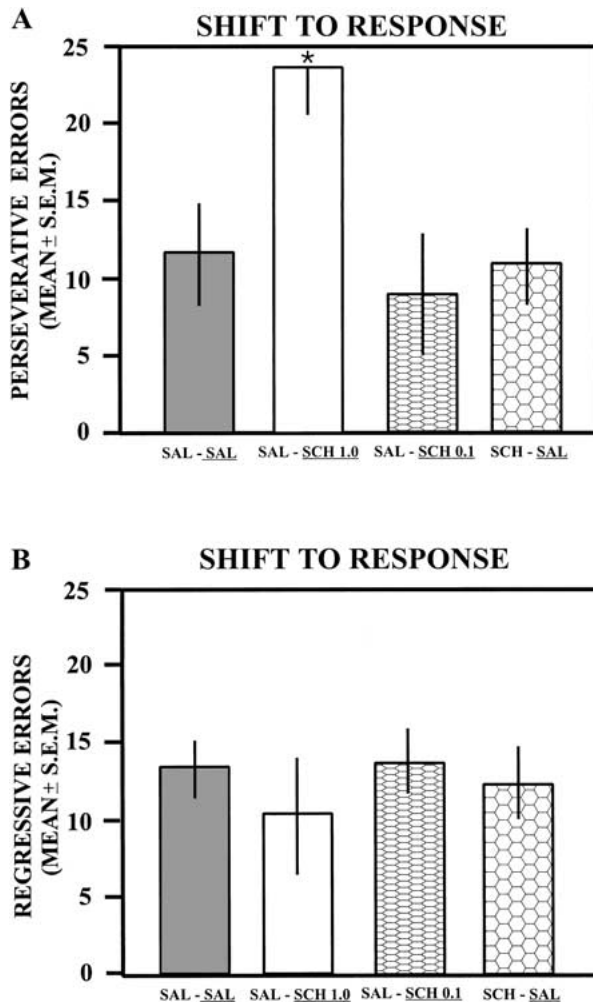 A
SHIFT TO RESPONSE
PERSEVERATIVE ERRORS
(MEAN± S.E.M.)
25
20
15
10
5
0
*
SAL - SAL
SAL - SCH 1.0
SAL - SCH 0.1
SCH - SAL
B
SHIFT TO RESPONSE
REGRESSIVE ERRORS
(MEAN± S.E.M.)
25
20
15
10
5
0
SAL - SAL
SAL - SCH 1.0
SAL - SCH 0.1
SCH - SAL